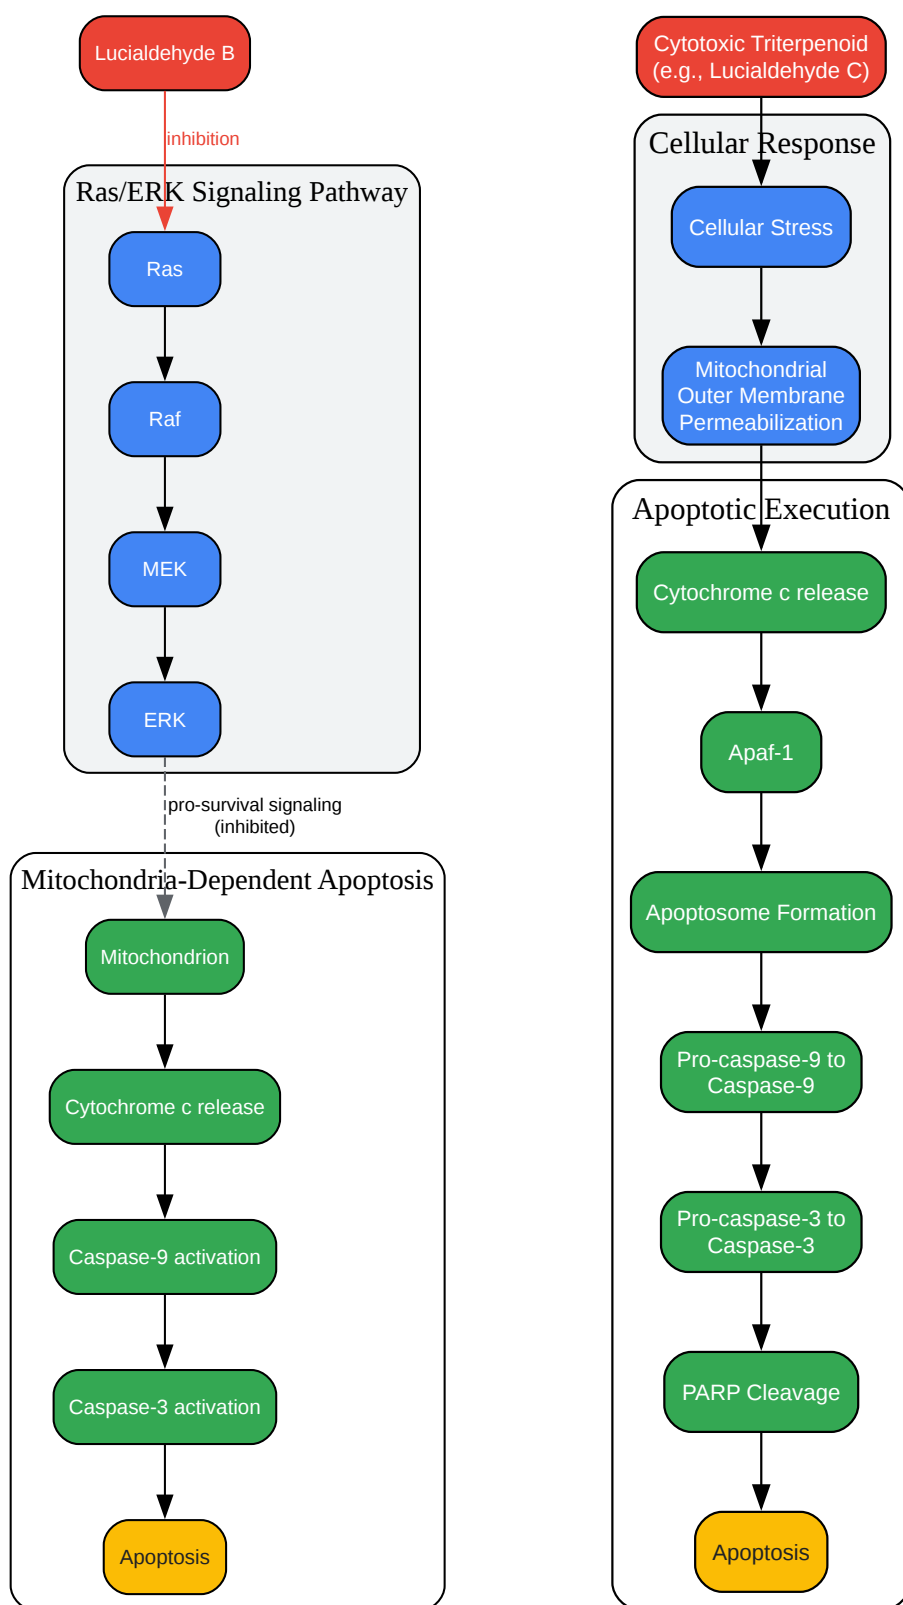 Lucialdehyde B
inhibition
Ras/ERK Signaling Pathway
Ras
Raf
MEK
ERK
pro-survival signaling
(inhibited)
Mitochondria-Dependent Apoptosis
Mitochondrion
Cytochrome c release
Caspase-9 activation
Caspase-3 activation
Apoptosis
Cytotoxic Triterpenoid
(e.g., Lucialdehyde C)
Cellular Response
Cellular Stress
Mitochondrial
Outer Membrane
Permeabilization
Apoptotic Execution
Cytochrome c release
Apaf-1
Apoptosome Formation
Pro-caspase-9 to
Caspase-9
Pro-caspase-3 to
Caspase-3
PARP Cleavage
Apoptosis